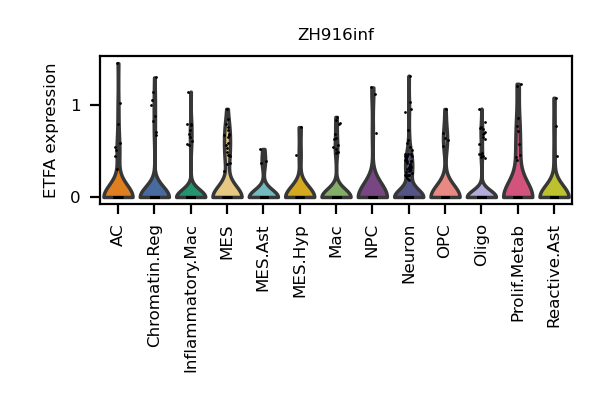 ZH916inf
ETFA expression
1
0
AC
Chromatin.Reg
Inflammatory.Mac
MES
MES.Ast
MES.Hyp
Mac
NPC
Neuron
OPC
Oligo
Prolif.Metab
Reactive.Ast